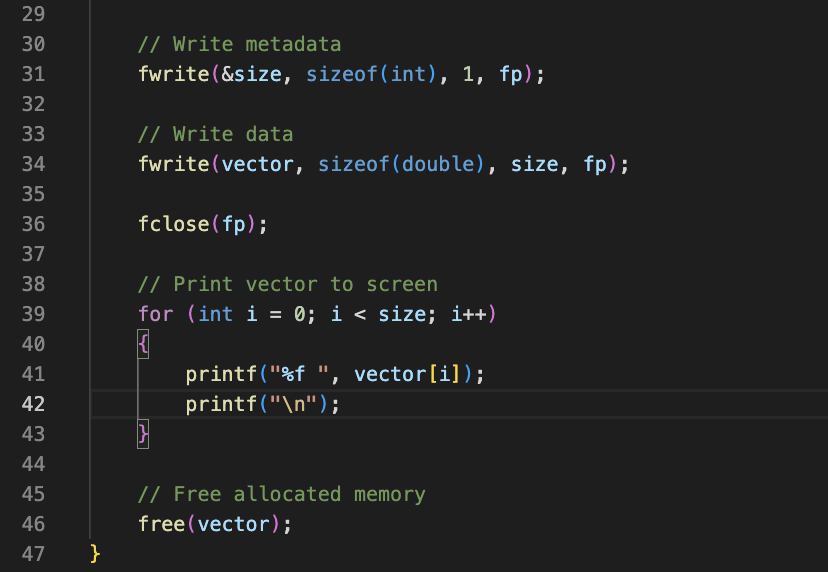 29
30 // Write metadata
31 fwrite(&size, sizeof(int), 1, fp);
32
33 // Write data
34 fwrite(vector, sizeof(double), size, fp);
35
36 fclose(fp);
37
38 // Print vector to screen
39 for (int i = 0; i < size; i++)
40 {
41 printf("%f ", vector[i]);
42 printf("\n");
43 }
44
45 // Free allocated memory
46 free(vector);
47 }